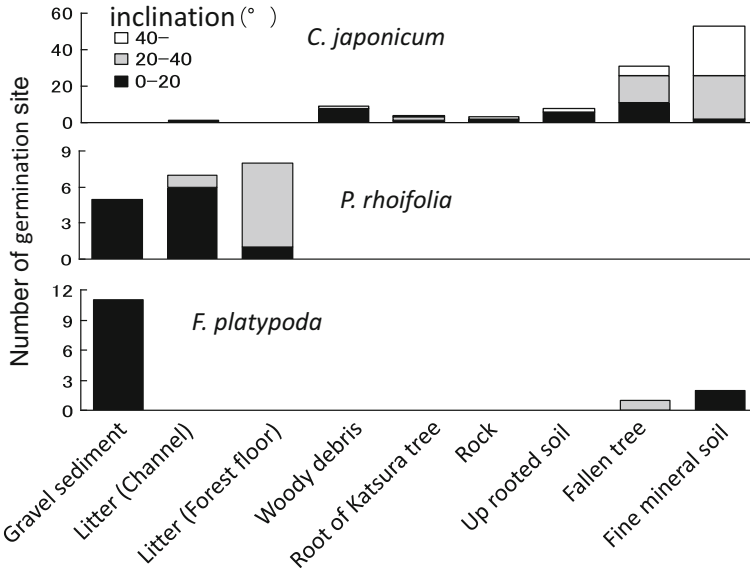 inclination(°)
40−
20−40
0−20
C. japonicum
60
40
20
0
P. rhoifolia
9
6
3
0
F. platypoda
12
9
6
3
0
Number of germination site
Gravel sediment
Litter (Channel)
Litter (Forest floor)
Woody debris
Root of Katsura tree
Rock
Up rooted soil
Fallen tree
Fine mineral soil